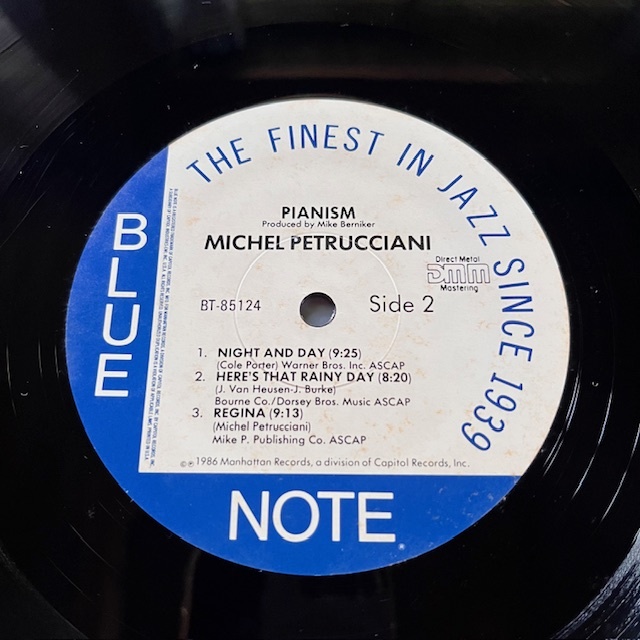 THE FINEST IN JAZZ SINCE 1939
PIANISM
Produced by Mike Berniker
MICHEL PETRUCCIANI
Direct Metal
DMM
Mastering
BT-85124
Side 2
1. NIGHT AND DAY (9:25)
(Cole Porter) Warner Bros. Inc. ASCAP
2. HERE'S THAT RAINY DAY (8:20)
(J. Van Heusen-J. Burke)
Bourne Co./Dorsey Bros. Music ASCAP
3. REGINA (9:13)
(Michel Petrucciani)
Mike P. Publishing Co. ASCAP
©℗ 1986 Manhattan Records, a division of Capitol Records, Inc.
BLUE
NOTE